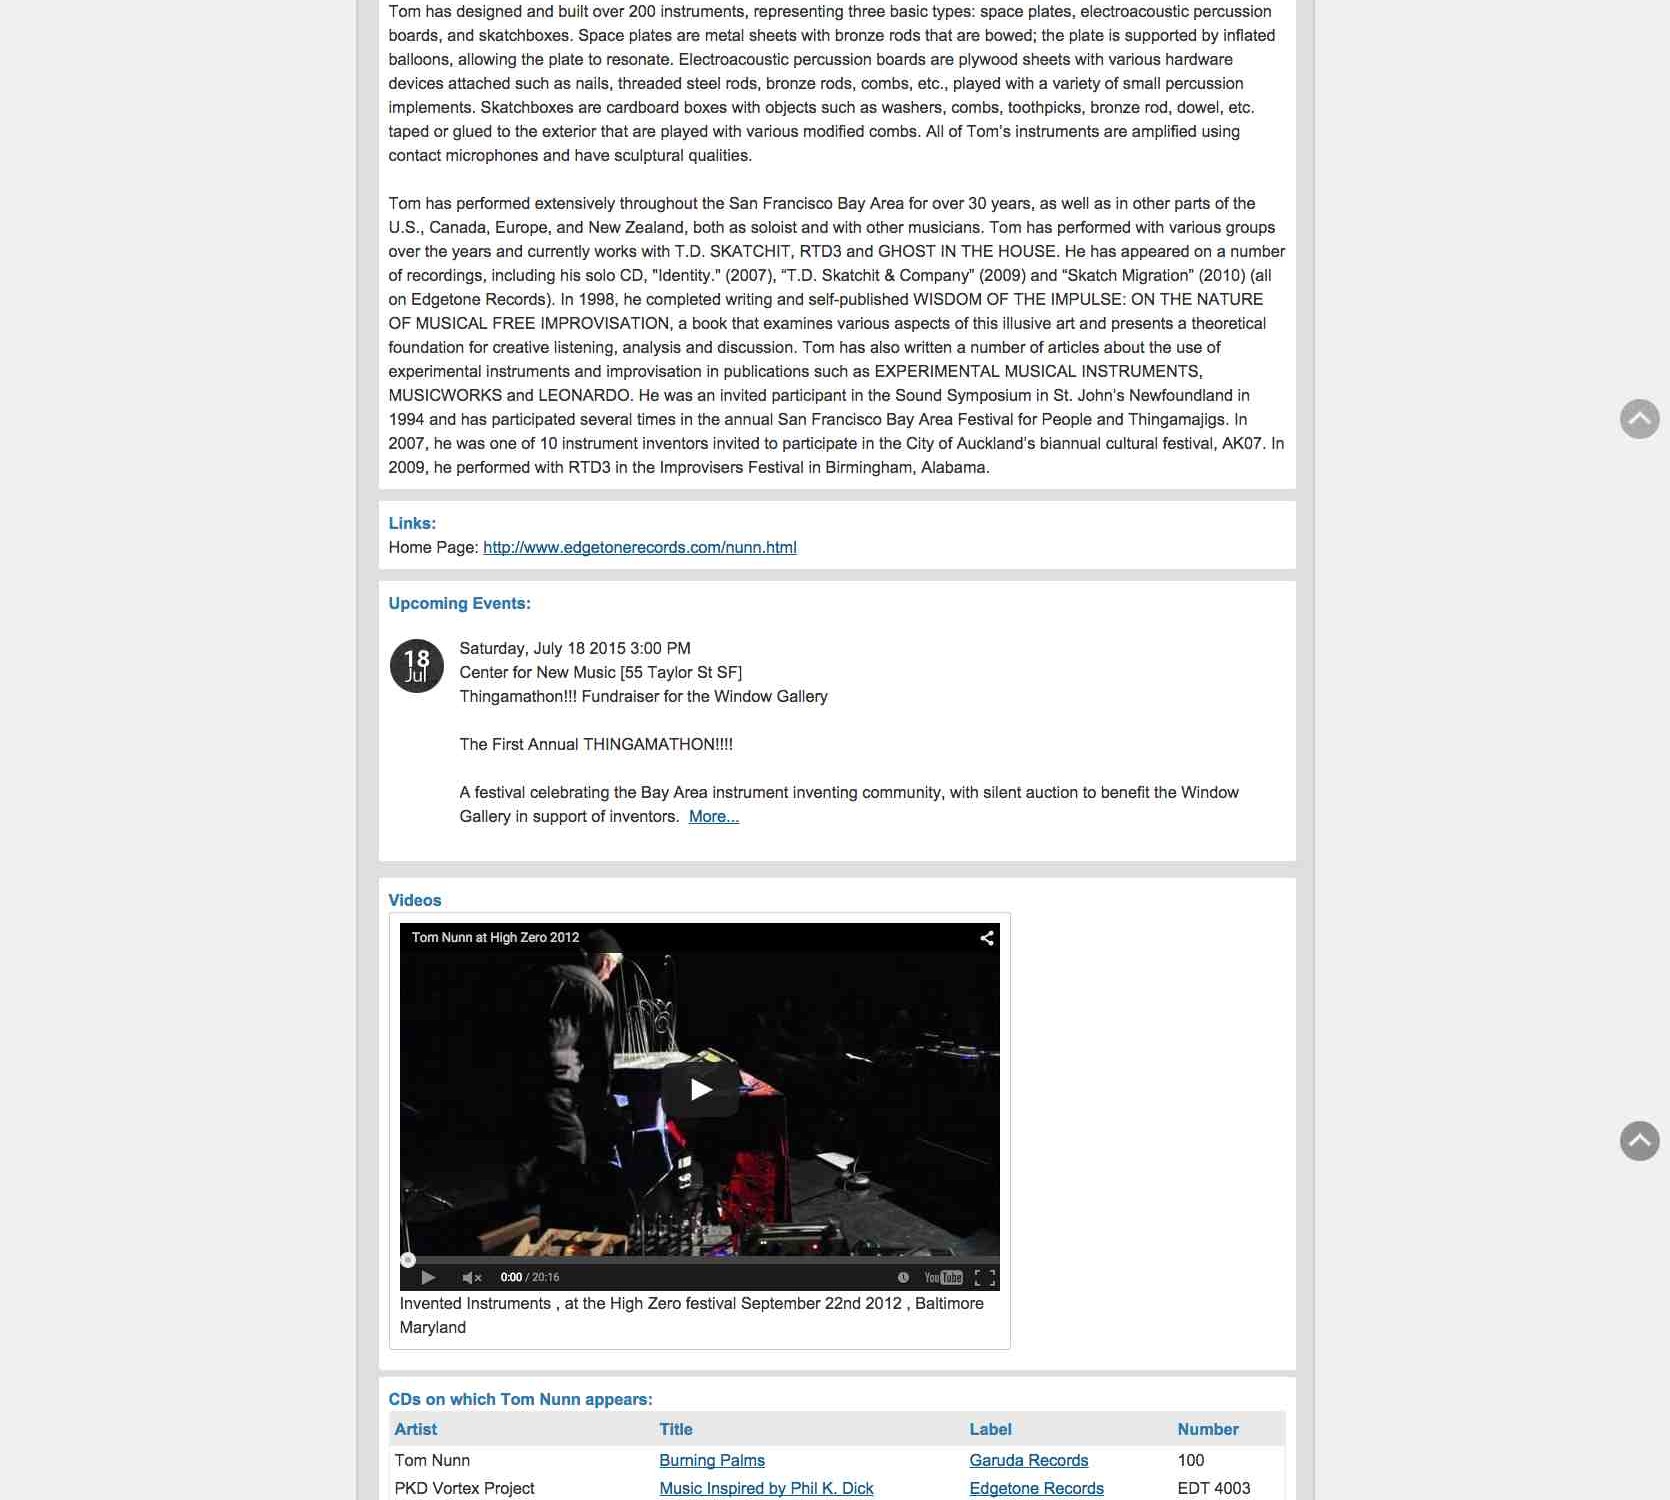 Tom has designed and built over 200 instruments, representing three basic types: space plates, electroacoustic percussion
boards, and skatchboxes. Space plates are metal sheets with bronze rods that are bowed; the plate is supported by inflated
balloons, allowing the plate to resonate. Electroacoustic percussion boards are plywood sheets with various hardware
devices attached such as nails, threaded steel rods, bronze rods, combs, etc., played with a variety of small percussion
implements. Skatchboxes are cardboard boxes with objects such as washers, combs, toothpicks, bronze rod, dowel, etc.
taped or glued to the exterior that are played with various modified combs. All of Tom's instruments are amplified using
contact microphones and have sculptural qualities.
Tom has performed extensively throughout the San Francisco Bay Area for over 30 years, as well as in other parts of the
U.S., Canada, Europe, and New Zealand, both as soloist and with other musicians. Tom has performed with various groups
over the years and currently works with T.D. SKATCHIT, RTD3 and GHOST IN THE HOUSE. He has appeared on a number
of recordings, including his solo CD, "Identity." (2007), “T.D. Skatchit & Company” (2009) and “Skatch Migration” (2010) (all
on Edgetone Records). In 1998, he completed writing and self-published WISDOM OF THE IMPULSE: ON THE NATURE
OF MUSICAL FREE IMPROVISATION, a book that examines various aspects of this illusive art and presents a theoretical
foundation for creative listening, analysis and discussion. Tom has also written a number of articles about the use of
experimental instruments and improvisation in publications such as EXPERIMENTAL MUSICAL INSTRUMENTS,
MUSICWORKS and LEONARDO. He was an invited participant in the Sound Symposium in St. John's Newfoundland in
1994 and has participated several times in the annual San Francisco Bay Area Festival for People and Thingamajigs. In
2007, he was one of 10 instrument inventors invited to participate in the City of Auckland's biannual cultural festival, AK07. In
2009, he performed with RTD3 in the Improvisers Festival in Birmingham, Alabama.
Links:
Home Page: http://www.edgetonerecords.com/nunn.html
Upcoming Events:
18
Jul
Saturday, July 18 2015 3:00 PM
Center for New Music [55 Taylor St SF]
Thingamathon!!! Fundraiser for the Window Gallery
The First Annual THINGAMATHON!!!!
A festival celebrating the Bay Area instrument inventing community, with silent auction to benefit the Window
Gallery in support of inventors. More...
Videos
Tom Nunn at High Zero 2012
0:00 / 20:16 YouTube
Invented Instruments , at the High Zero festival September 22nd 2012 , Baltimore
Maryland
CDs on which Tom Nunn appears:
Artist Title Label Number
Tom Nunn Burning Palms Garuda Records 100
PKD Vortex Project Music Inspired by Phil K. Dick Edgetone Records EDT 4003